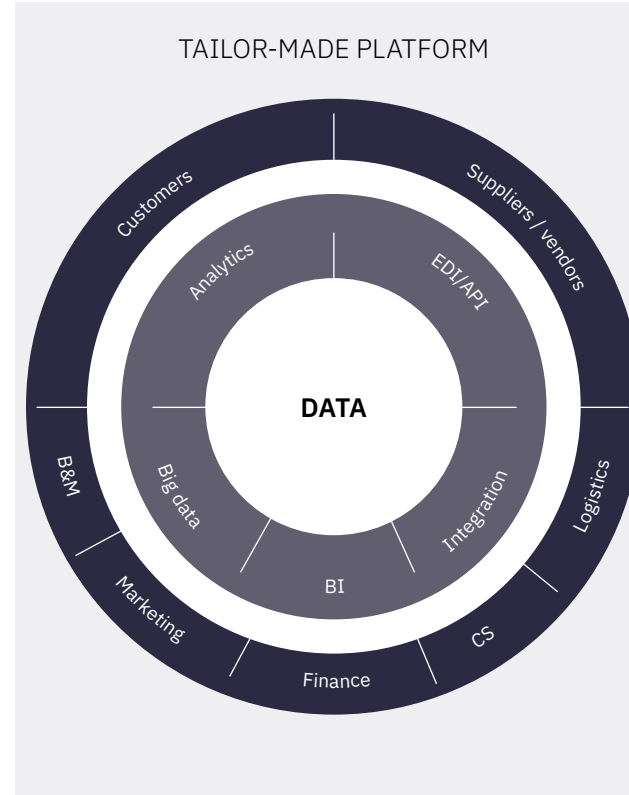 TAILOR-MADE PLATFORM
Customers
Suppliers / vendors
Analytics
EDI/API
DATA
B&M
Big data
Integration
Logistics
BI
Marketing
CS
Finance